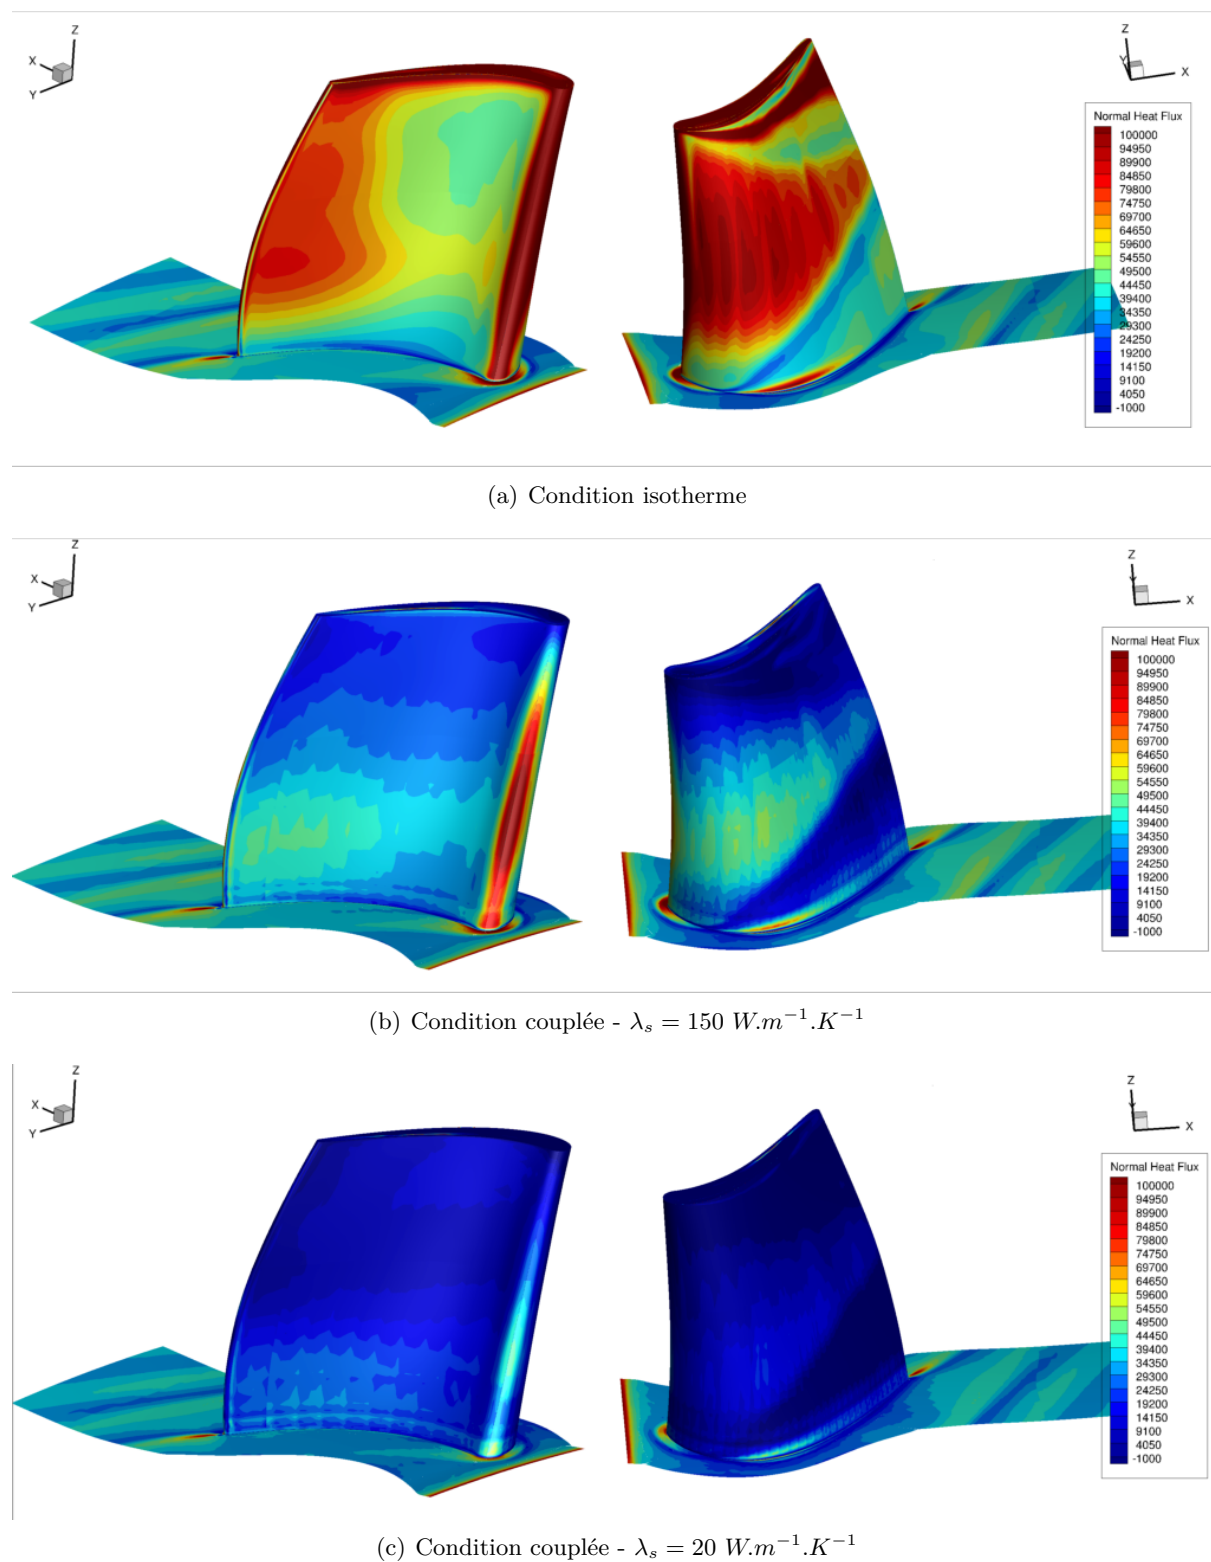 Z
X
Y
Z
Y
X
Normal Heat Flux
100000
94950
89900
84850
79800
74750
69700
64650
59600
54550
49500
44450
39400
34350
29300
24250
19200
14150
9100
4050
-1000
(a) Condition isotherme
Z
X
Y
Z
X
Normal Heat Flux
100000
94950
89900
84850
79800
74750
69700
64650
59600
54550
49500
44450
39400
34350
29300
24250
19200
14150
9100
4050
-1000
(b) Condition couplée - λₛ = 150 W.m⁻¹.K⁻¹
Z
X
Y
Z
X
Normal Heat Flux
100000
94950
89900
84850
79800
74750
69700
64650
59600
54550
49500
44450
39400
34350
29300
24250
19200
14150
9100
4050
-1000
(c) Condition couplée - λₛ = 20 W.m⁻¹.K⁻¹